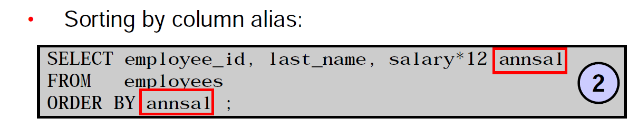 • Sorting by column alias:
SELECT employee_id, last_name, salary*12 annsal
FROM employees
ORDER BY annsal ;
2